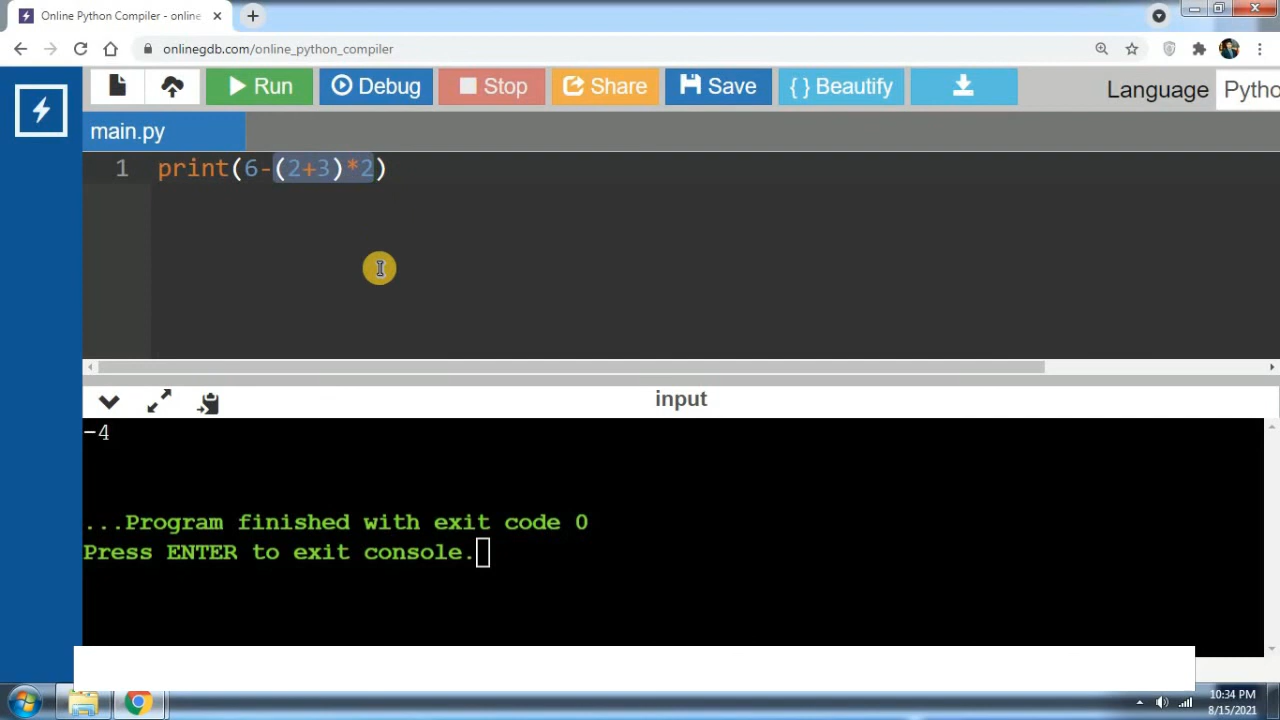 Online Python Compiler - online
onlinegdb.com/online_python_compiler
Run
Debug
Stop
Share
Save
{ } Beautify
Language
Pytho
main.py
1 print(6-(2+3)*2)
input
-4
...Program finished with exit code 0
Press ENTER to exit console.
10:34 PM
8/15/2021